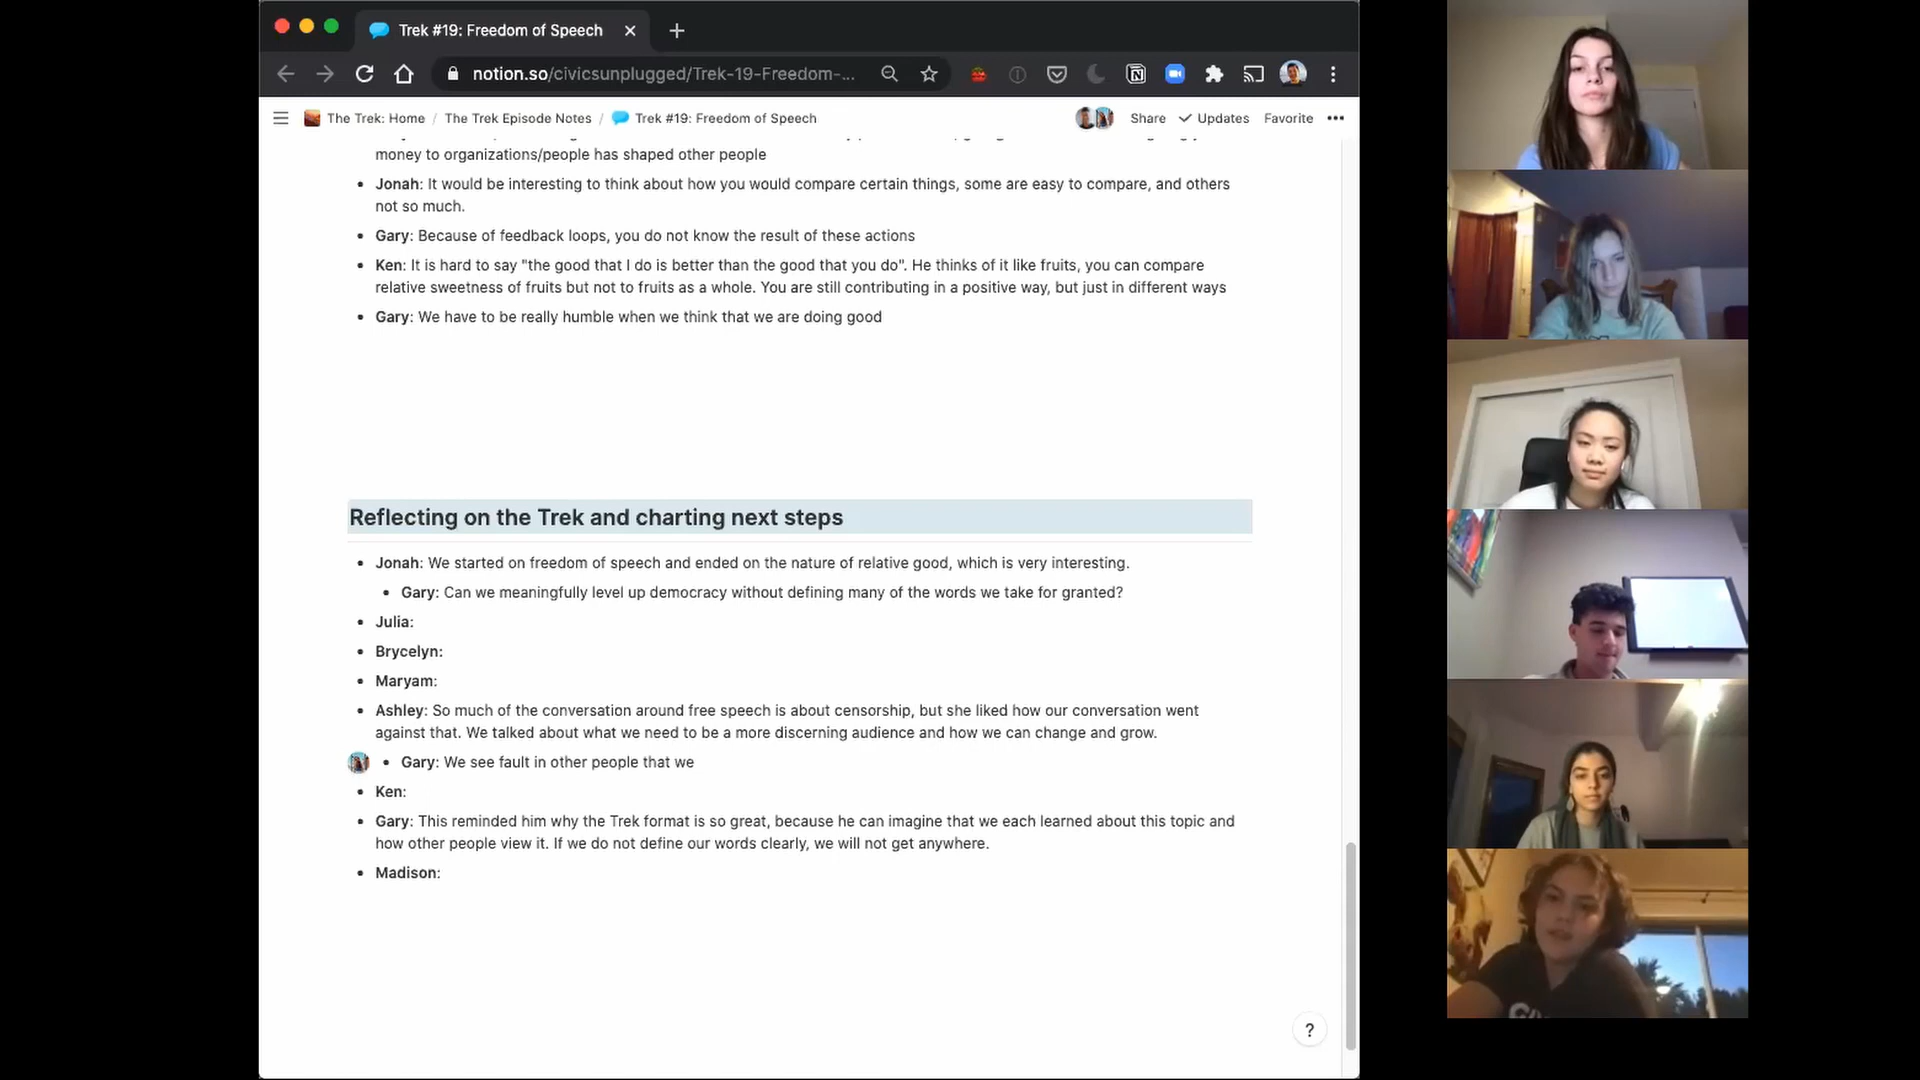 Trek #19: Freedom of Speech
notion.so/civicsunplugged/Trek-19-Freedom-...
The Trek: Home / The Trek Episode Notes / Trek #19: Freedom of Speech
Share
Updates
Favorite
money to organizations/people has shaped other people
Jonah: It would be interesting to think about how you would compare certain things, some are easy to compare, and others
not so much.
Gary: Because of feedback loops, you do not know the result of these actions
Ken: It is hard to say "the good that I do is better than the good that you do". He thinks of it like fruits, you can compare
relative sweetness of fruits but not to fruits as a whole. You are still contributing in a positive way, but just in different ways
Gary: We have to be really humble when we think that we are doing good
Reflecting on the Trek and charting next steps
Jonah: We started on freedom of speech and ended on the nature of relative good, which is very interesting.
Gary: Can we meaningfully level up democracy without defining many of the words we take for granted?
Julia:
Brycelyn:
Maryam:
Ashley: So much of the conversation around free speech is about censorship, but she liked how our conversation went
against that. We talked about what we need to be a more discerning audience and how we can change and grow.
Gary: We see fault in other people that we
Ken:
Gary: This reminded him why the Trek format is so great, because he can imagine that we each learned about this topic and
how other people view it. If we do not define our words clearly, we will not get anywhere.
Madison:
?